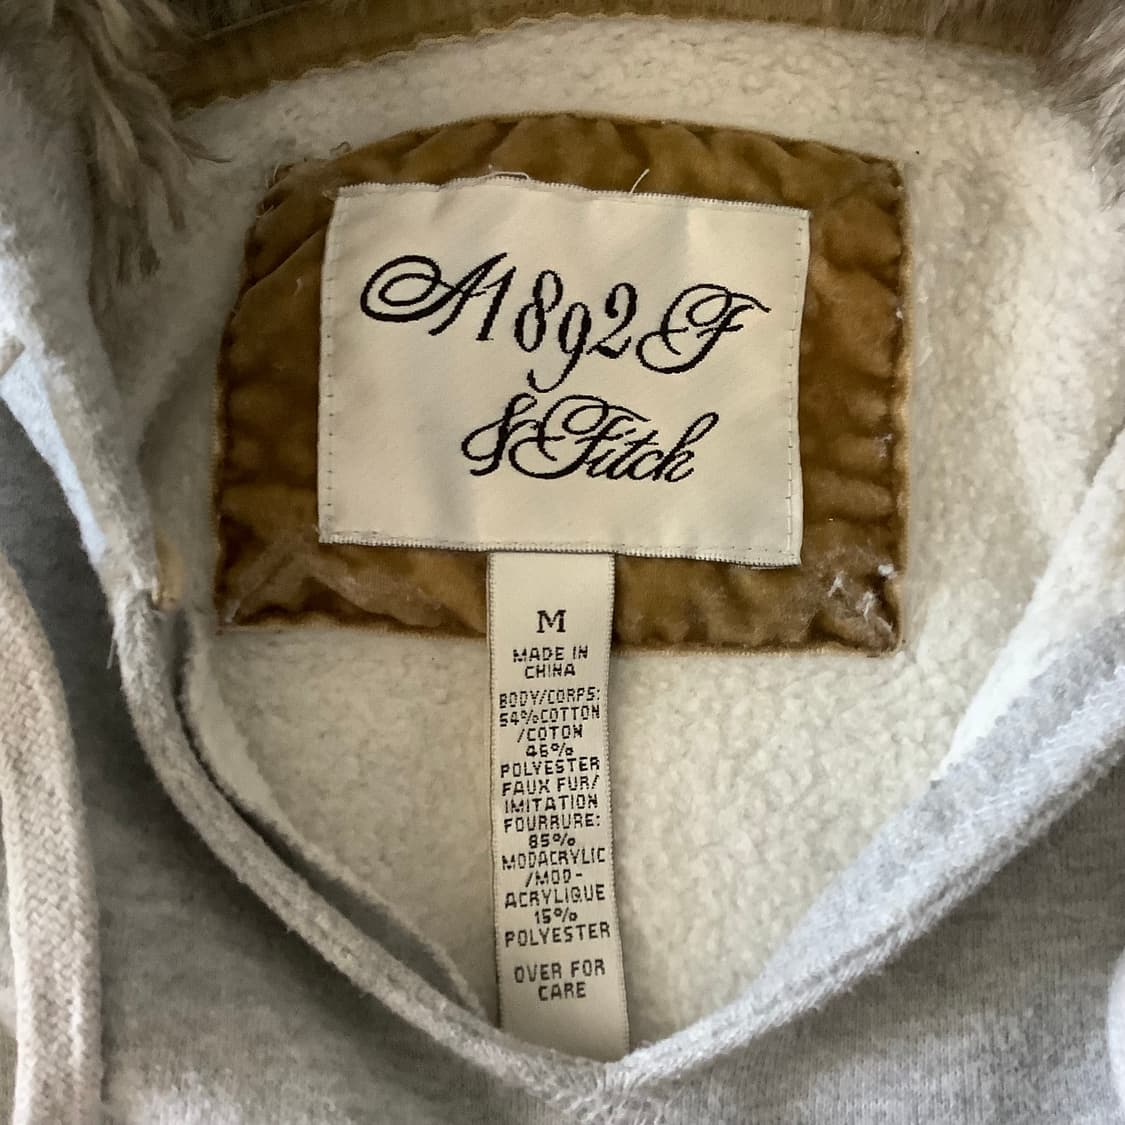 A1892F
&Fitch
M
MADE IN
CHINA
BODY/CORPS:
54%COTTON
/COTON
46%
POLYESTER
FAUX FUR/
IMITATION
FOURRURE:
85%
MODACRYLIC
/MOD-
ACRYLIQUE
15%
POLYESTER
OVER FOR
CARE